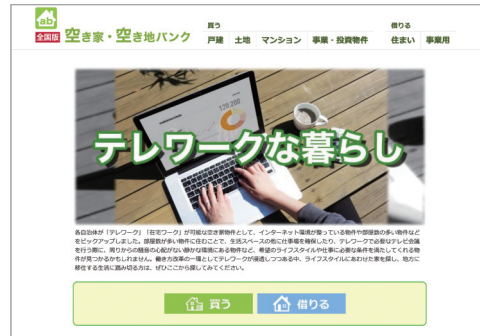 ab
全国版 空き家・空き地バンク
買う
戸建 土地 マンション 事業・投資物件
借りる
住まい 事業用
170,200
テレワークな暮らし
各自治体が「テレワーク」「在宅ワーク」が可能な空き家物件として、インターネット環境が整っている物件や部屋数の多い物件など
をピックアップしました。部屋数が多い物件に住むことで、生活スペースの他に仕事場を確保したり、テレワークで必要なテレビ会議
を行う際に、周りからの騒音の心配がない静かな環境にある物件など、希望のライフスタイルや仕事に必要な条件を満たしてくれる物
件が見つかるかもしれません。働き方改革の一環としてテレワークが浸透しつつある中、ライフスタイルにあわせた家を探し、地方に
移住する生活に踏み切る方は、ぜひここから探してみてください。
買う
借りる